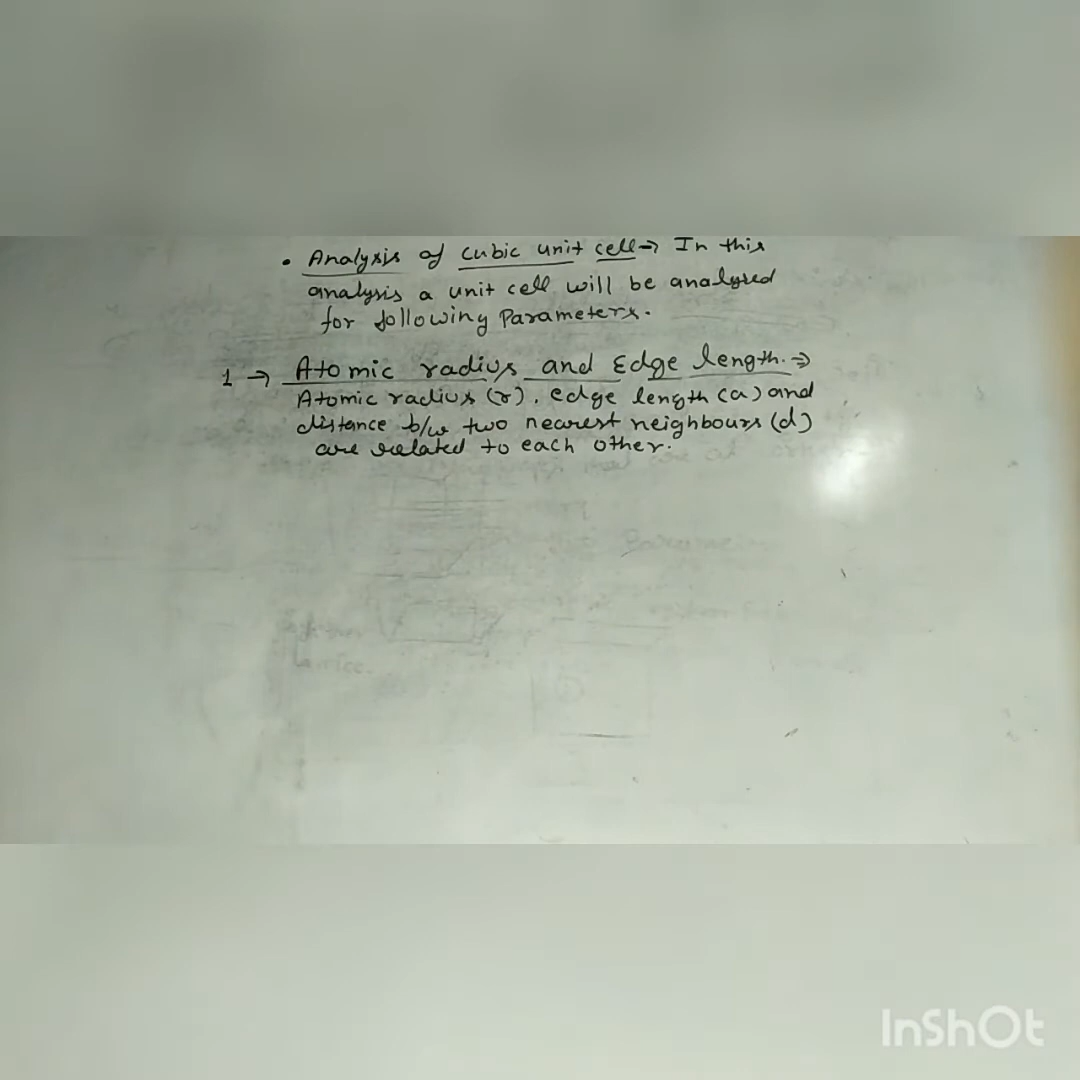 • Analysis of cubic unit cell → In this
analysis a unit cell will be analysed
for following Parameters.
1 → Atomic radius and Edge length. ⇒
Atomic radius (r), edge length (a) and
distance b/w two nearest neighbours (d)
are related to each other.
InShOt